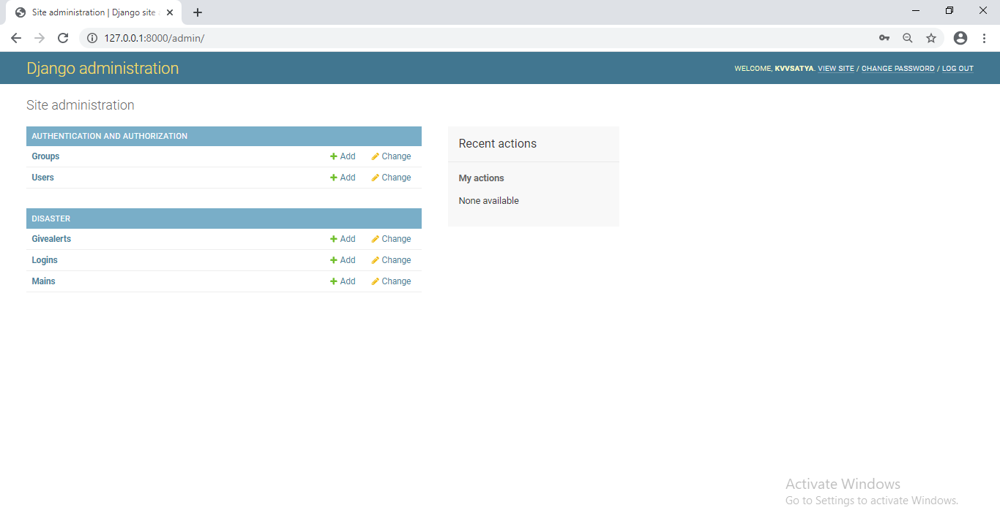 Site administration | Django site
127.0.0.1:8000/admin/
Django administration
WELCOME, KVVSATYA. VIEW SITE / CHANGE PASSWORD / LOG OUT
Site administration
AUTHENTICATION AND AUTHORIZATION
Groups Add Change
Users Add Change
DISASTER
Givealerts Add Change
Logins Add Change
Mains Add Change
Recent actions
My actions
None available
Activate Windows
Go to Settings to activate Windows.